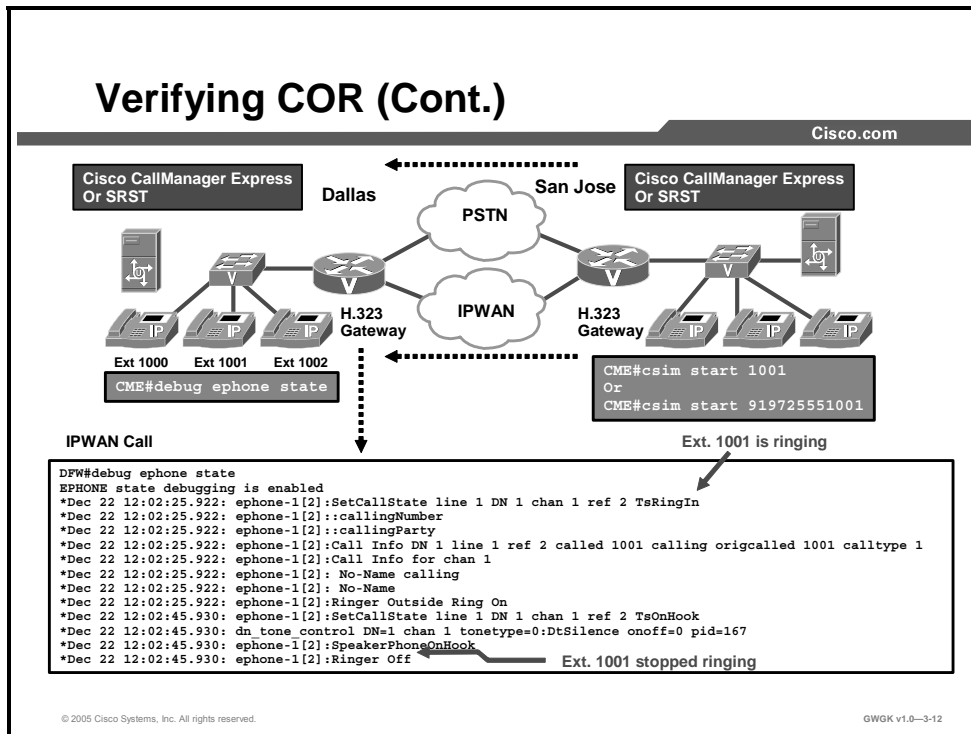 Verifying COR (Cont.)
Cisco.com
Cisco CallManager Express
Or SRST
Dallas
PSTN
San Jose
Cisco CallManager Express
Or SRST
V
V
V
V
IPWAN
H.323
Gateway
H.323
Gateway
IP
IP
IP
IP
IP
IP
Ext 1000
Ext 1001
Ext 1002
CME#debug ephone state
CME#csim start 1001
Or
CME#csim start 919725551001
IPWAN Call
Ext. 1001 is ringing
DFW#debug ephone state
EPHONE state debugging is enabled
*Dec 22 12:02:25.922: ephone-1[2]:SetCallState line 1 DN 1 chan 1 ref 2 TsRingIn
*Dec 22 12:02:25.922: ephone-1[2]::callingNumber
*Dec 22 12:02:25.922: ephone-1[2]::callingParty
*Dec 22 12:02:25.922: ephone-1[2]:Call Info DN 1 line 1 ref 2 called 1001 calling origcalled 1001 calltype 1
*Dec 22 12:02:25.922: ephone-1[2]:Call Info for chan 1
*Dec 22 12:02:25.922: ephone-1[2]: No-Name calling
*Dec 22 12:02:25.922: ephone-1[2]: No-Name
*Dec 22 12:02:25.922: ephone-1[2]:Ringer Outside Ring On
*Dec 22 12:02:45.930: ephone-1[2]:SetCallState line 1 DN 1 chan 1 ref 2 TsOnHook
*Dec 22 12:02:45.930: dn_tone_control DN=1 chan 1 tonetype=0:DtSilence onoff=0 pid=167
*Dec 22 12:02:45.930: ephone-1[2]:SpeakerPhoneOnHook
*Dec 22 12:02:45.930: ephone-1[2]:Ringer Off
Ext. 1001 stopped ringing
© 2005 Cisco Systems, Inc. All rights reserved.
GWGK v1.0—3-12